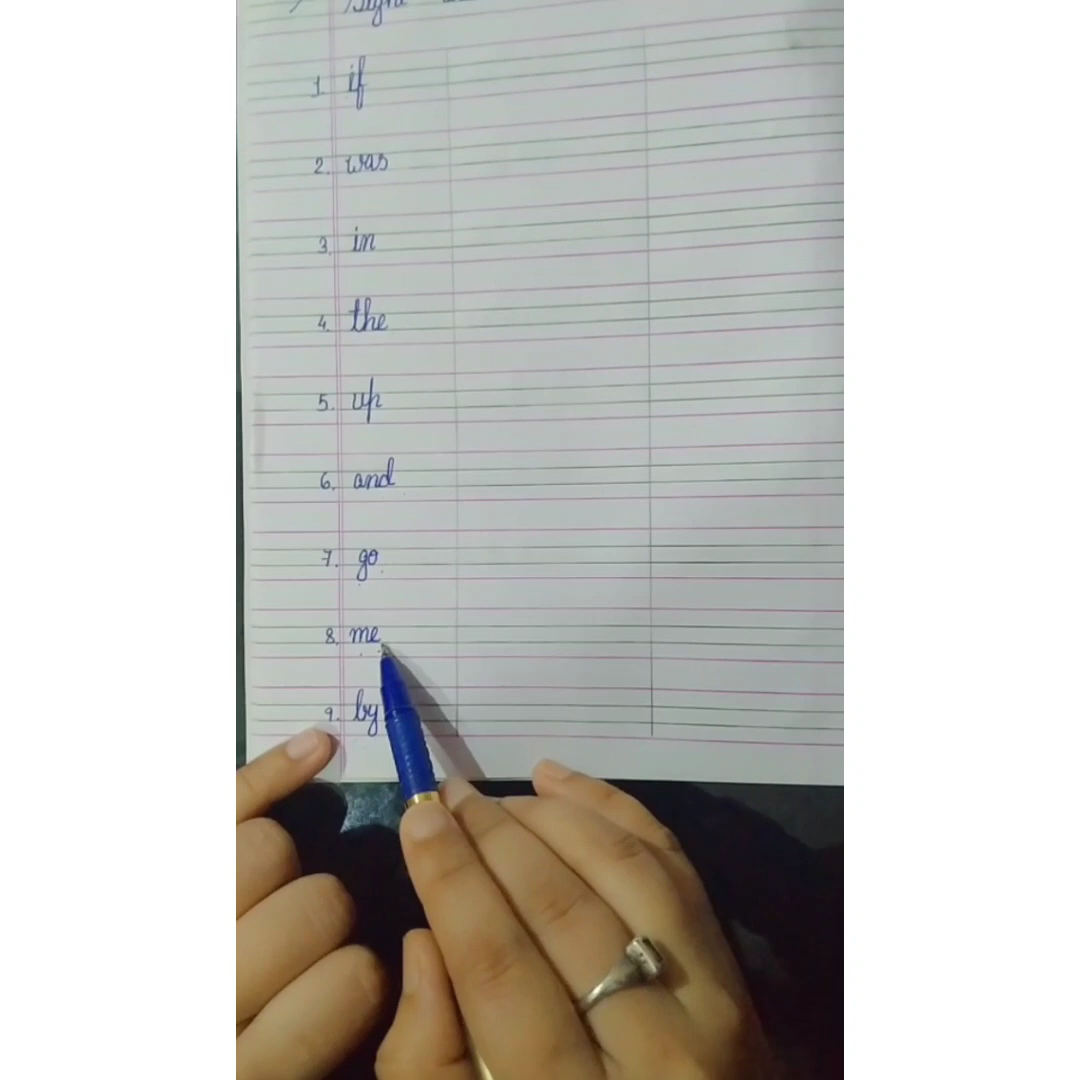 1. if
2. was
3. in
4. the
5. up
6. and
7. go
8. me
9. by